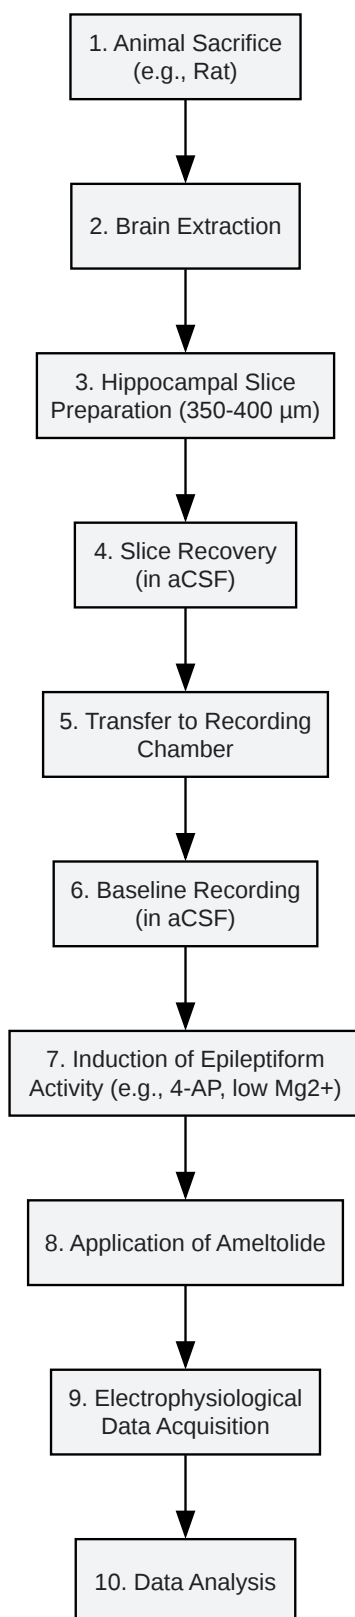 1. Animal Sacrifice
(e.g., Rat)
2. Brain Extraction
3. Hippocampal Slice
Preparation (350-400 µm)
4. Slice Recovery
(in aCSF)
5. Transfer to Recording
Chamber
6. Baseline Recording
(in aCSF)
7. Induction of Epileptiform
Activity (e.g., 4-AP, low Mg2+)
8. Application of Ameltolide
9. Electrophysiological
Data Acquisition
10. Data Analysis